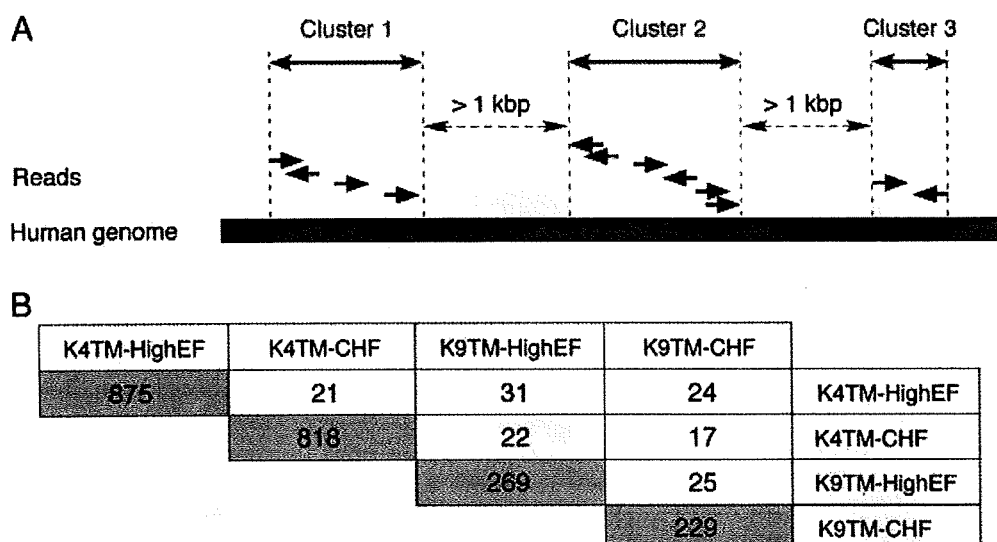 A
Cluster 1
Cluster 2
Cluster 3
> 1 kbp
> 1 kbp
Reads
Human genome
B
K4TM-HighEF K4TM-CHF K9TM-HighEF K9TM-CHF
875 21 31 24 K4TM-HighEF
818 22 17 K4TM-CHF
269 25 K9TM-HighEF
229 K9TM-CHF